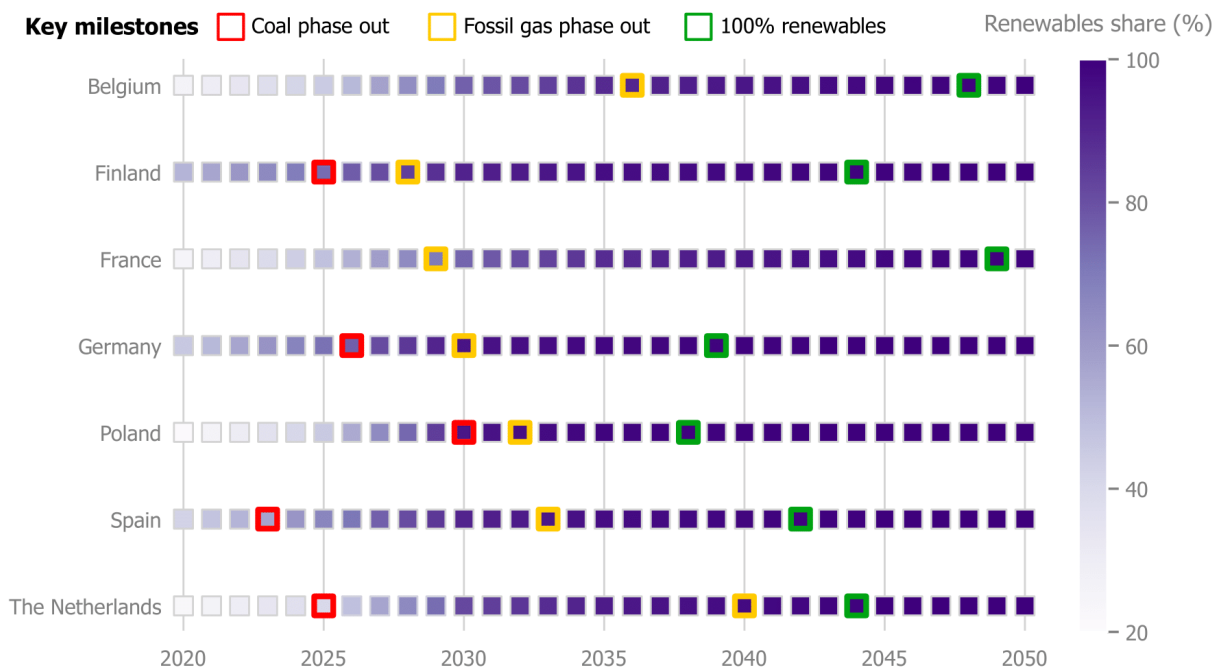 Key milestones Coal phase out Fossil gas phase out 100% renewables Renewables share (%)
100
Belgium
Finland
80
France
Germany
60
Poland
40
Spain
The Netherlands
20
2020 2025 2030 2035 2040 2045 2050